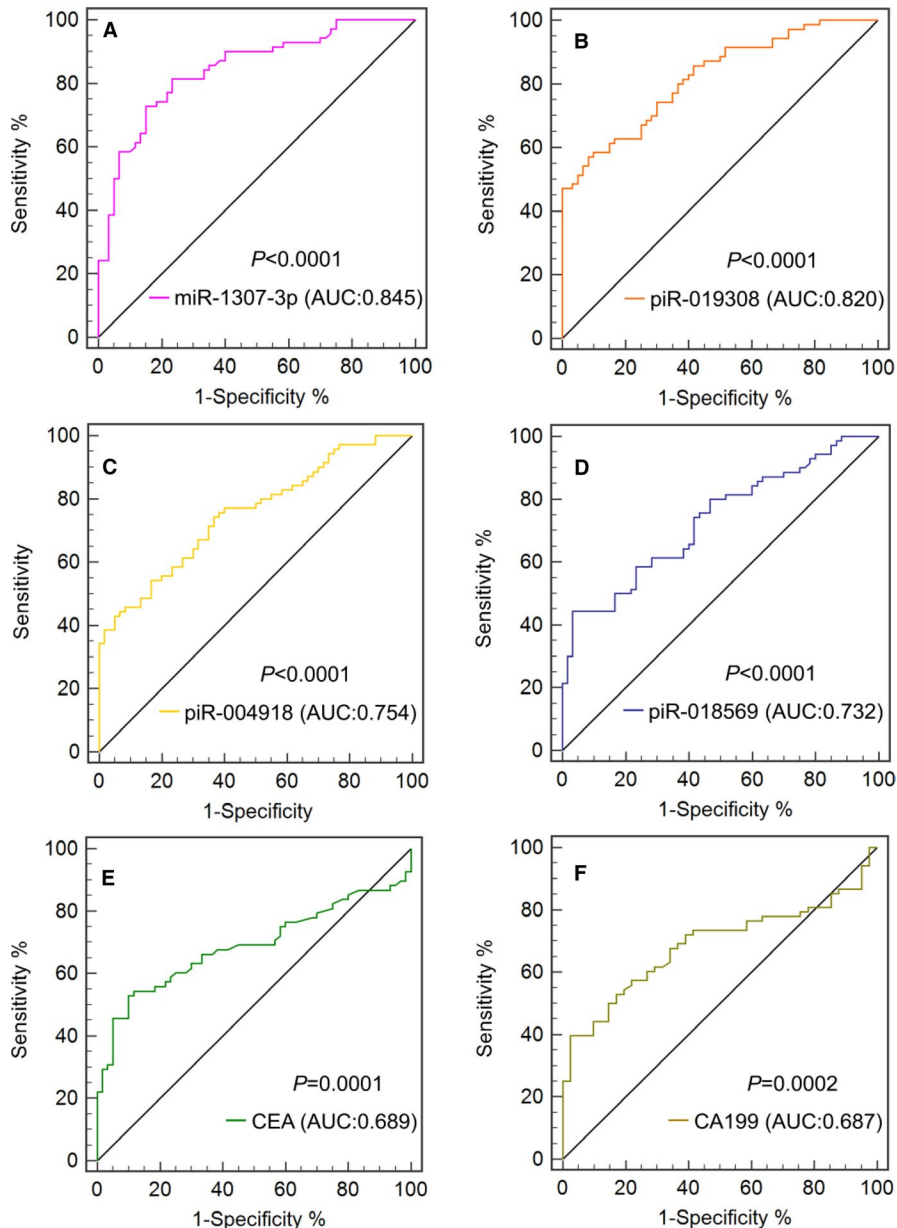 A
100
80
60
40
20
0
Sensitivity %
P<0.0001
miR-1307-3p (AUC:0.845)
0 20 40 60 80 100
1-Specificity %
B
100
80
60
40
20
0
Sensitivity %
P<0.0001
piR-019308 (AUC:0.820)
0 20 40 60 80 100
1-Specificity %
C
100
80
60
40
20
0
Sensitivity
P<0.0001
piR-004918 (AUC:0.754)
0 20 40 60 80 100
1-Specificity
D
100
80
60
40
20
0
Sensitivity %
P<0.0001
piR-018569 (AUC:0.732)
0 20 40 60 80 100
1-Specificity %
E
100
80
60
40
20
0
Sensitivity %
P=0.0001
CEA (AUC:0.689)
0 20 40 60 80 100
1-Specificity %
F
100
80
60
40
20
0
Sensitivity %
P=0.0002
CA199 (AUC:0.687)
0 20 40 60 80 100
1-Specificity %